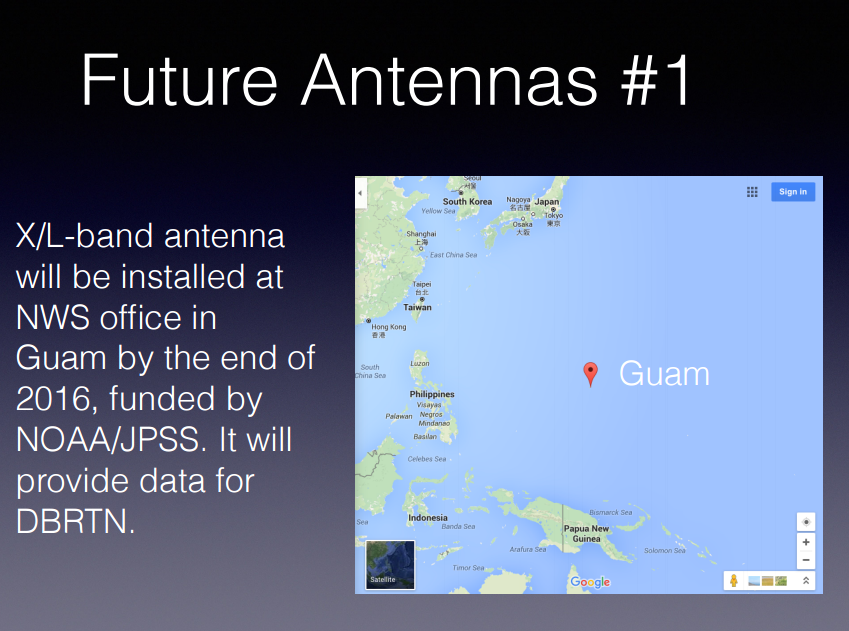 Future Antennas #1
X/L-band antenna
will be installed at
NWS office in
Guam by the end of
2016, funded by
NOAA/JPSS. It will
provide data for
DBRTN.
Sign in
Seoul
서울
South Korea
Nagoya
名古屋
Japan
Yellow Sea
Tokyo
東京
Osaka
大阪
Shanghai
上海
East China Sea
Taipei
台北
Taiwan
Hong Kong
香港
South
China Sea
Luzon
Guam
Philippines
Visayas
Palawan
Negros
Mindanao
Basilan
Celebes Sea
Indonesia
Banda Sea
Sea
Bismarck Sea
Papua New
Guinea
Solomon Sea
Arafura Sea
Timor Sea
Satellite
Google